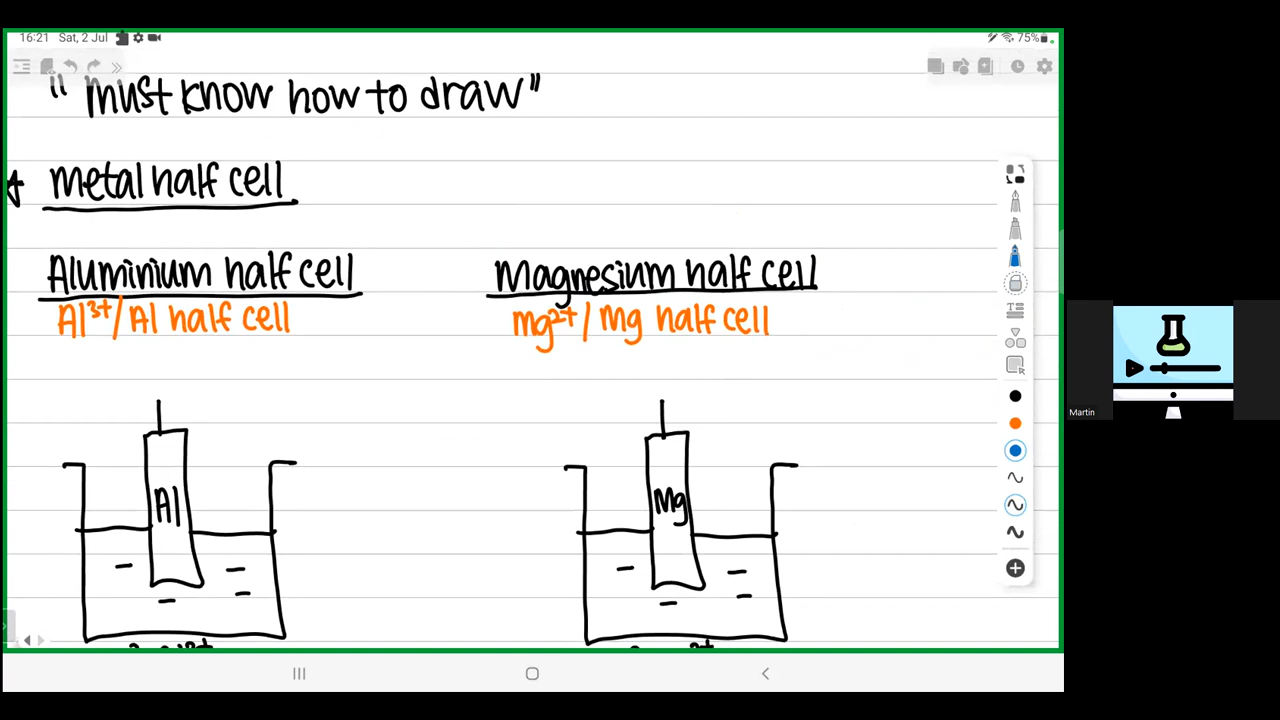 16:21 Sat, 2 Jul 75%
" Must know how to draw"
metal half cell
Aluminium half cell
Al³⁺/Al half cell
Magnesium half cell
Mg²⁺/Mg half cell
Al
Mg
Martin